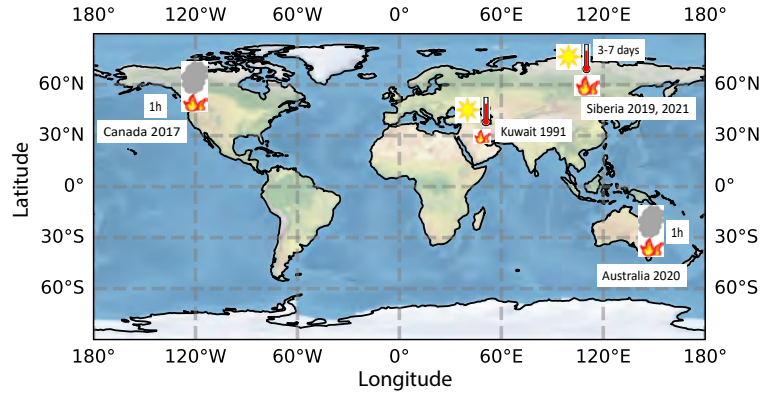 180° 120°W 60°W 0° 60°E 120°E 180°
3-7 days
60°N 60°N
1h
Siberia 2019, 2021
Canada 2017
Kuwait 1991
30°N 30°N
Latitude
0° 0°
1h
30°S 30°S
Australia 2020
60°S 60°S
180° 120°W 60°W 0° 60°E 120°E 180°
Longitude